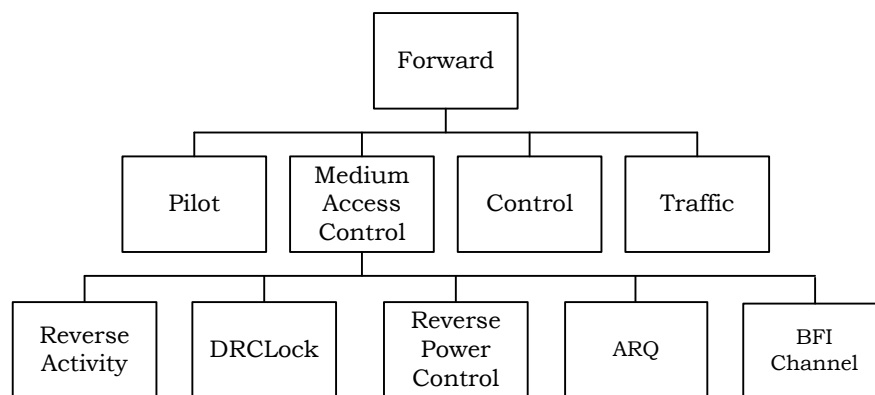 Forward
Pilot
Medium
Access
Control
Control
Traffic
Reverse
Activity
DRCLock
Reverse
Power
Control
ARQ
BFI
Channel